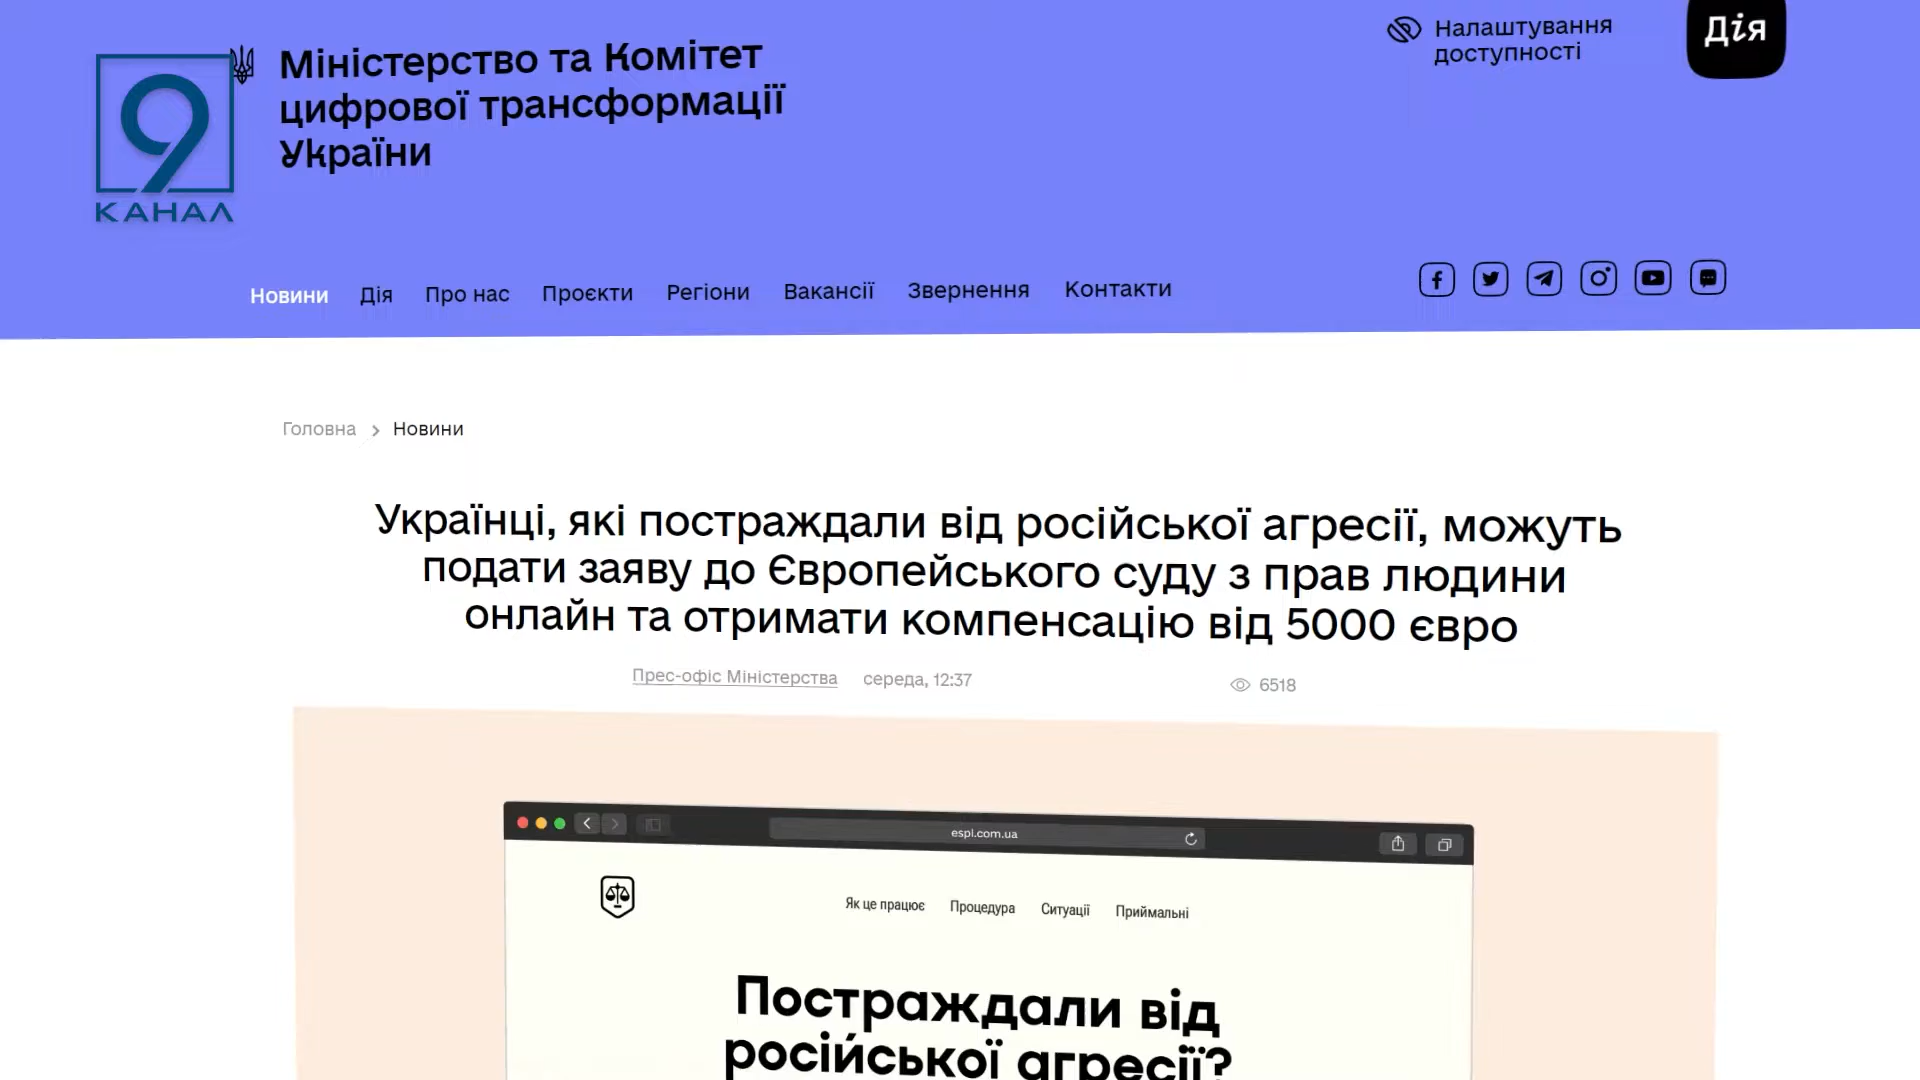 Міністерство та Комітет
цифрової трансформації
України
9
КАНАЛ
Налаштування
доступності
Дія
Новини Дія Про нас Проєкти Регіони Вакансії Звернення Контакти
Головна > Новини
Українці, які постраждали від російської агресії, можуть
подати заяву до Європейського суду з прав людини
онлайн та отримати компенсацію від 5000 євро
Прес-офіс Міністерства середа, 12:37 6518
espl.com.ua
Як це працює Процедура Ситуації Приймальні
Постраждали від
російської агресії?